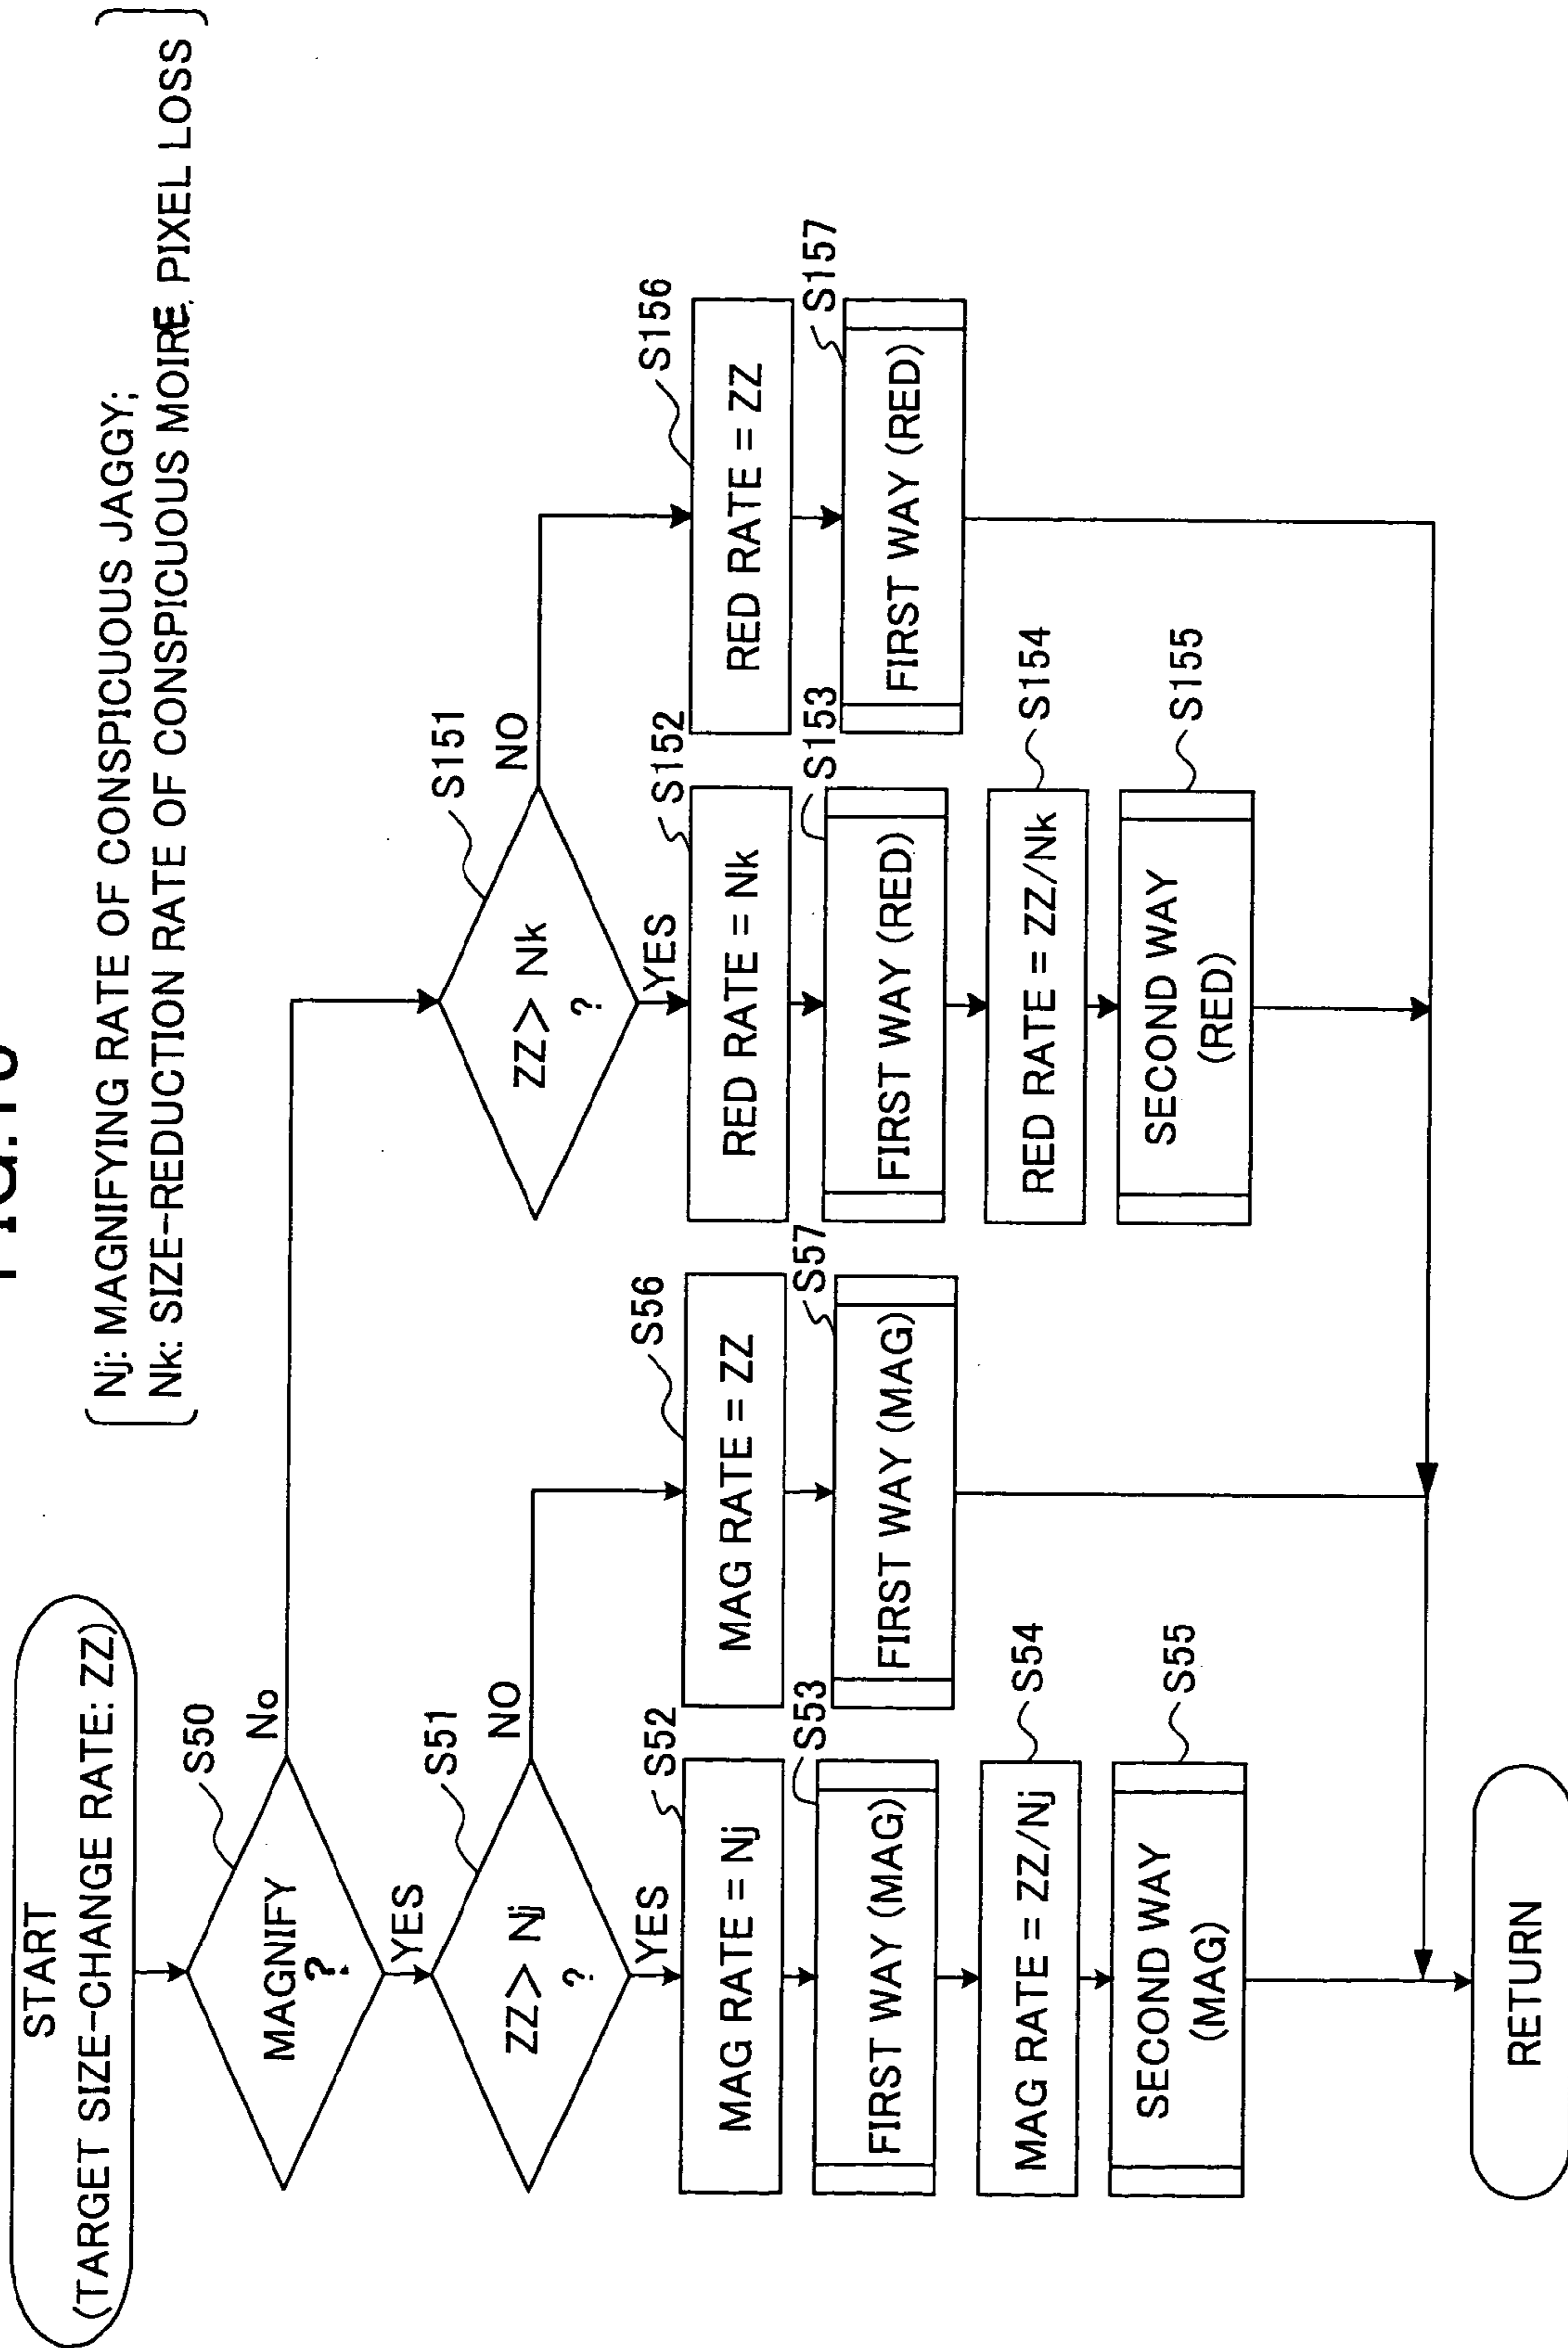 Nj: MAGNIFYING RATE OF CONSPICUOUS JAGGY;
Nk: SIZE-REDUCTION RATE OF CONSPICUOUS MOIRE, PIXEL LOSS
START
(TARGET SIZE-CHANGE RATE: ZZ)
S50
MAGNIFY
?
No
YES
S51
ZZ > Nj
?
NO
YES
S52
MAG RATE = Nj
S53
FIRST WAY (MAG)
S54
MAG RATE = ZZ/Nj
S55
SECOND WAY
(MAG)
S56
MAG RATE = ZZ
S57
FIRST WAY (MAG)
S151
ZZ > Nk
?
NO
YES
S152
RED RATE = Nk
S153
FIRST WAY (RED)
S154
RED RATE = ZZ/Nk
S155
SECOND WAY
(RED)
S156
RED RATE = ZZ
S157
FIRST WAY (RED)
RETURN